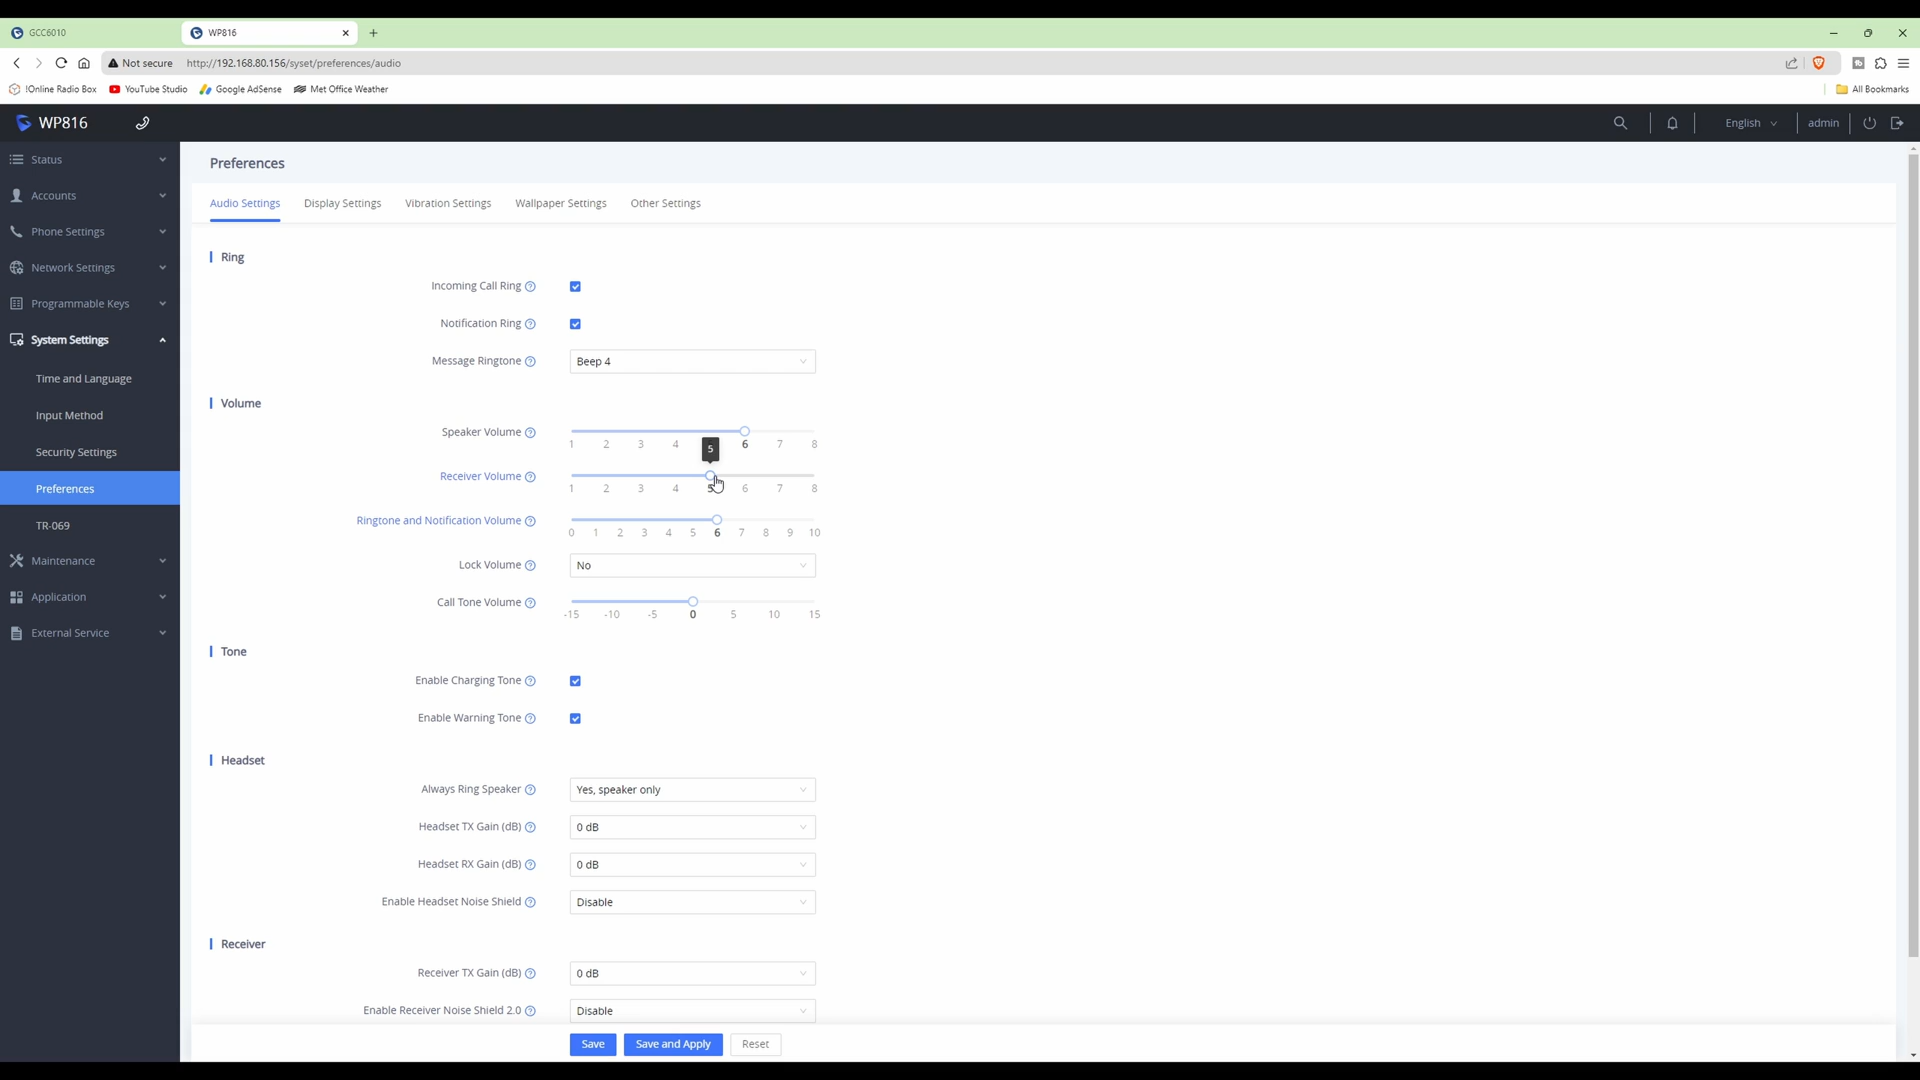 GCC6010
WP816
Not secure http://192.168.80.156/syset/preferences/audio
!Online Radio Box YouTube Studio Google AdSense Met Office Weather All Bookmarks
WP816 English admin
Status
Accounts
Phone Settings
Network Settings
Programmable Keys
System Settings
Time and Language
Input Method
Security Settings
Preferences
TR-069
Maintenance
Application
External Service
Preferences
Audio Settings Display Settings Vibration Settings Wallpaper Settings Other Settings
Ring
Incoming Call Ring
Notification Ring
Message Ringtone Beep 4
Volume
Speaker Volume
1 2 3 4 6 7 8
5
Receiver Volume
1 2 3 4 5 6 7 8
Ringtone and Notification Volume
0 1 2 3 4 5 6 7 8 9 10
Lock Volume No
Call Tone Volume
-15 -10 -5 0 5 10 15
Tone
Enable Charging Tone
Enable Warning Tone
Headset
Always Ring Speaker Yes, speaker only
Headset TX Gain (dB) 0 dB
Headset RX Gain (dB) 0 dB
Enable Headset Noise Shield Disable
Receiver
Receiver TX Gain (dB) 0 dB
Enable Receiver Noise Shield 2.0 Disable
Save Save and Apply Reset